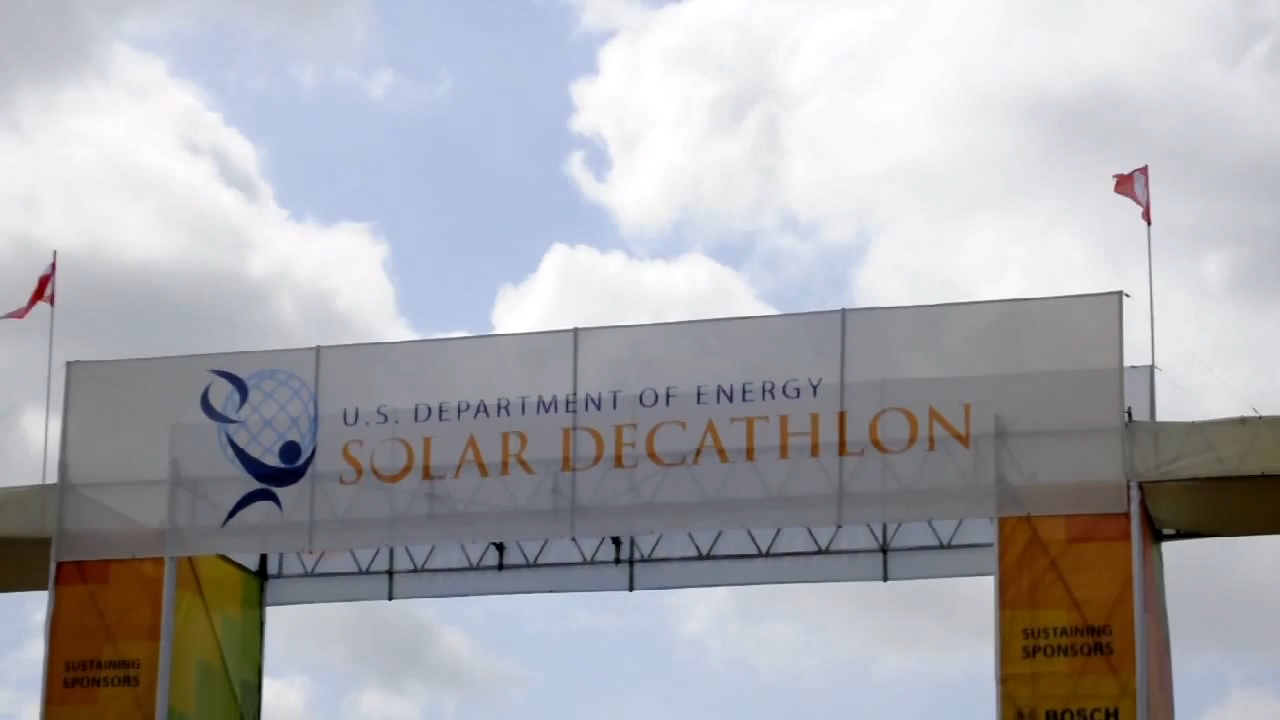 U.S. DEPARTMENT OF ENERGY
SOLAR DECATHLON
SUSTAINING
SPONSORS
SUSTAINING
SPONSORS
BOSCH